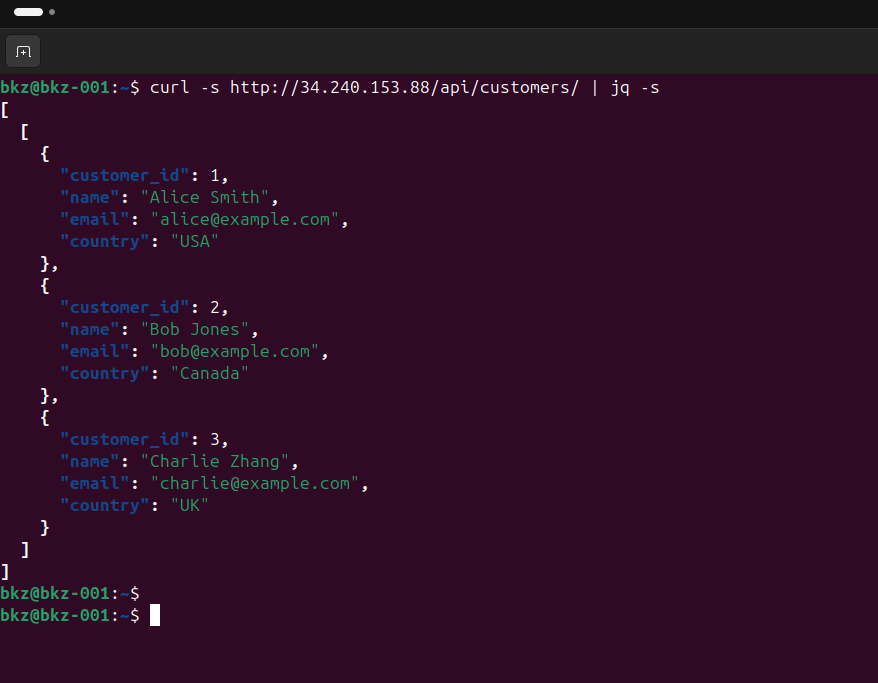 bkz@bkz-001:~$ curl -s http://34.240.153.88/api/customers/ | jq -s
[
  [
    {
      "customer_id": 1,
      "name": "Alice Smith",
      "email": "alice@example.com",
      "country": "USA"
    },
    {
      "customer_id": 2,
      "name": "Bob Jones",
      "email": "bob@example.com",
      "country": "Canada"
    },
    {
      "customer_id": 3,
      "name": "Charlie Zhang",
      "email": "charlie@example.com",
      "country": "UK"
    }
  ]
]
bkz@bkz-001:~$
bkz@bkz-001:~$